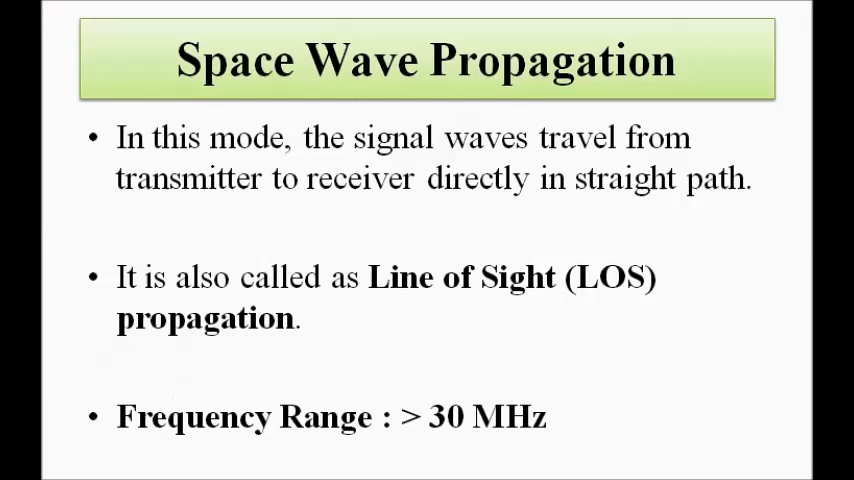 Space Wave Propagation
• In this mode, the signal waves travel from
transmitter to receiver directly in straight path.
• It is also called as Line of Sight (LOS)
propagation.
• Frequency Range : > 30 MHz